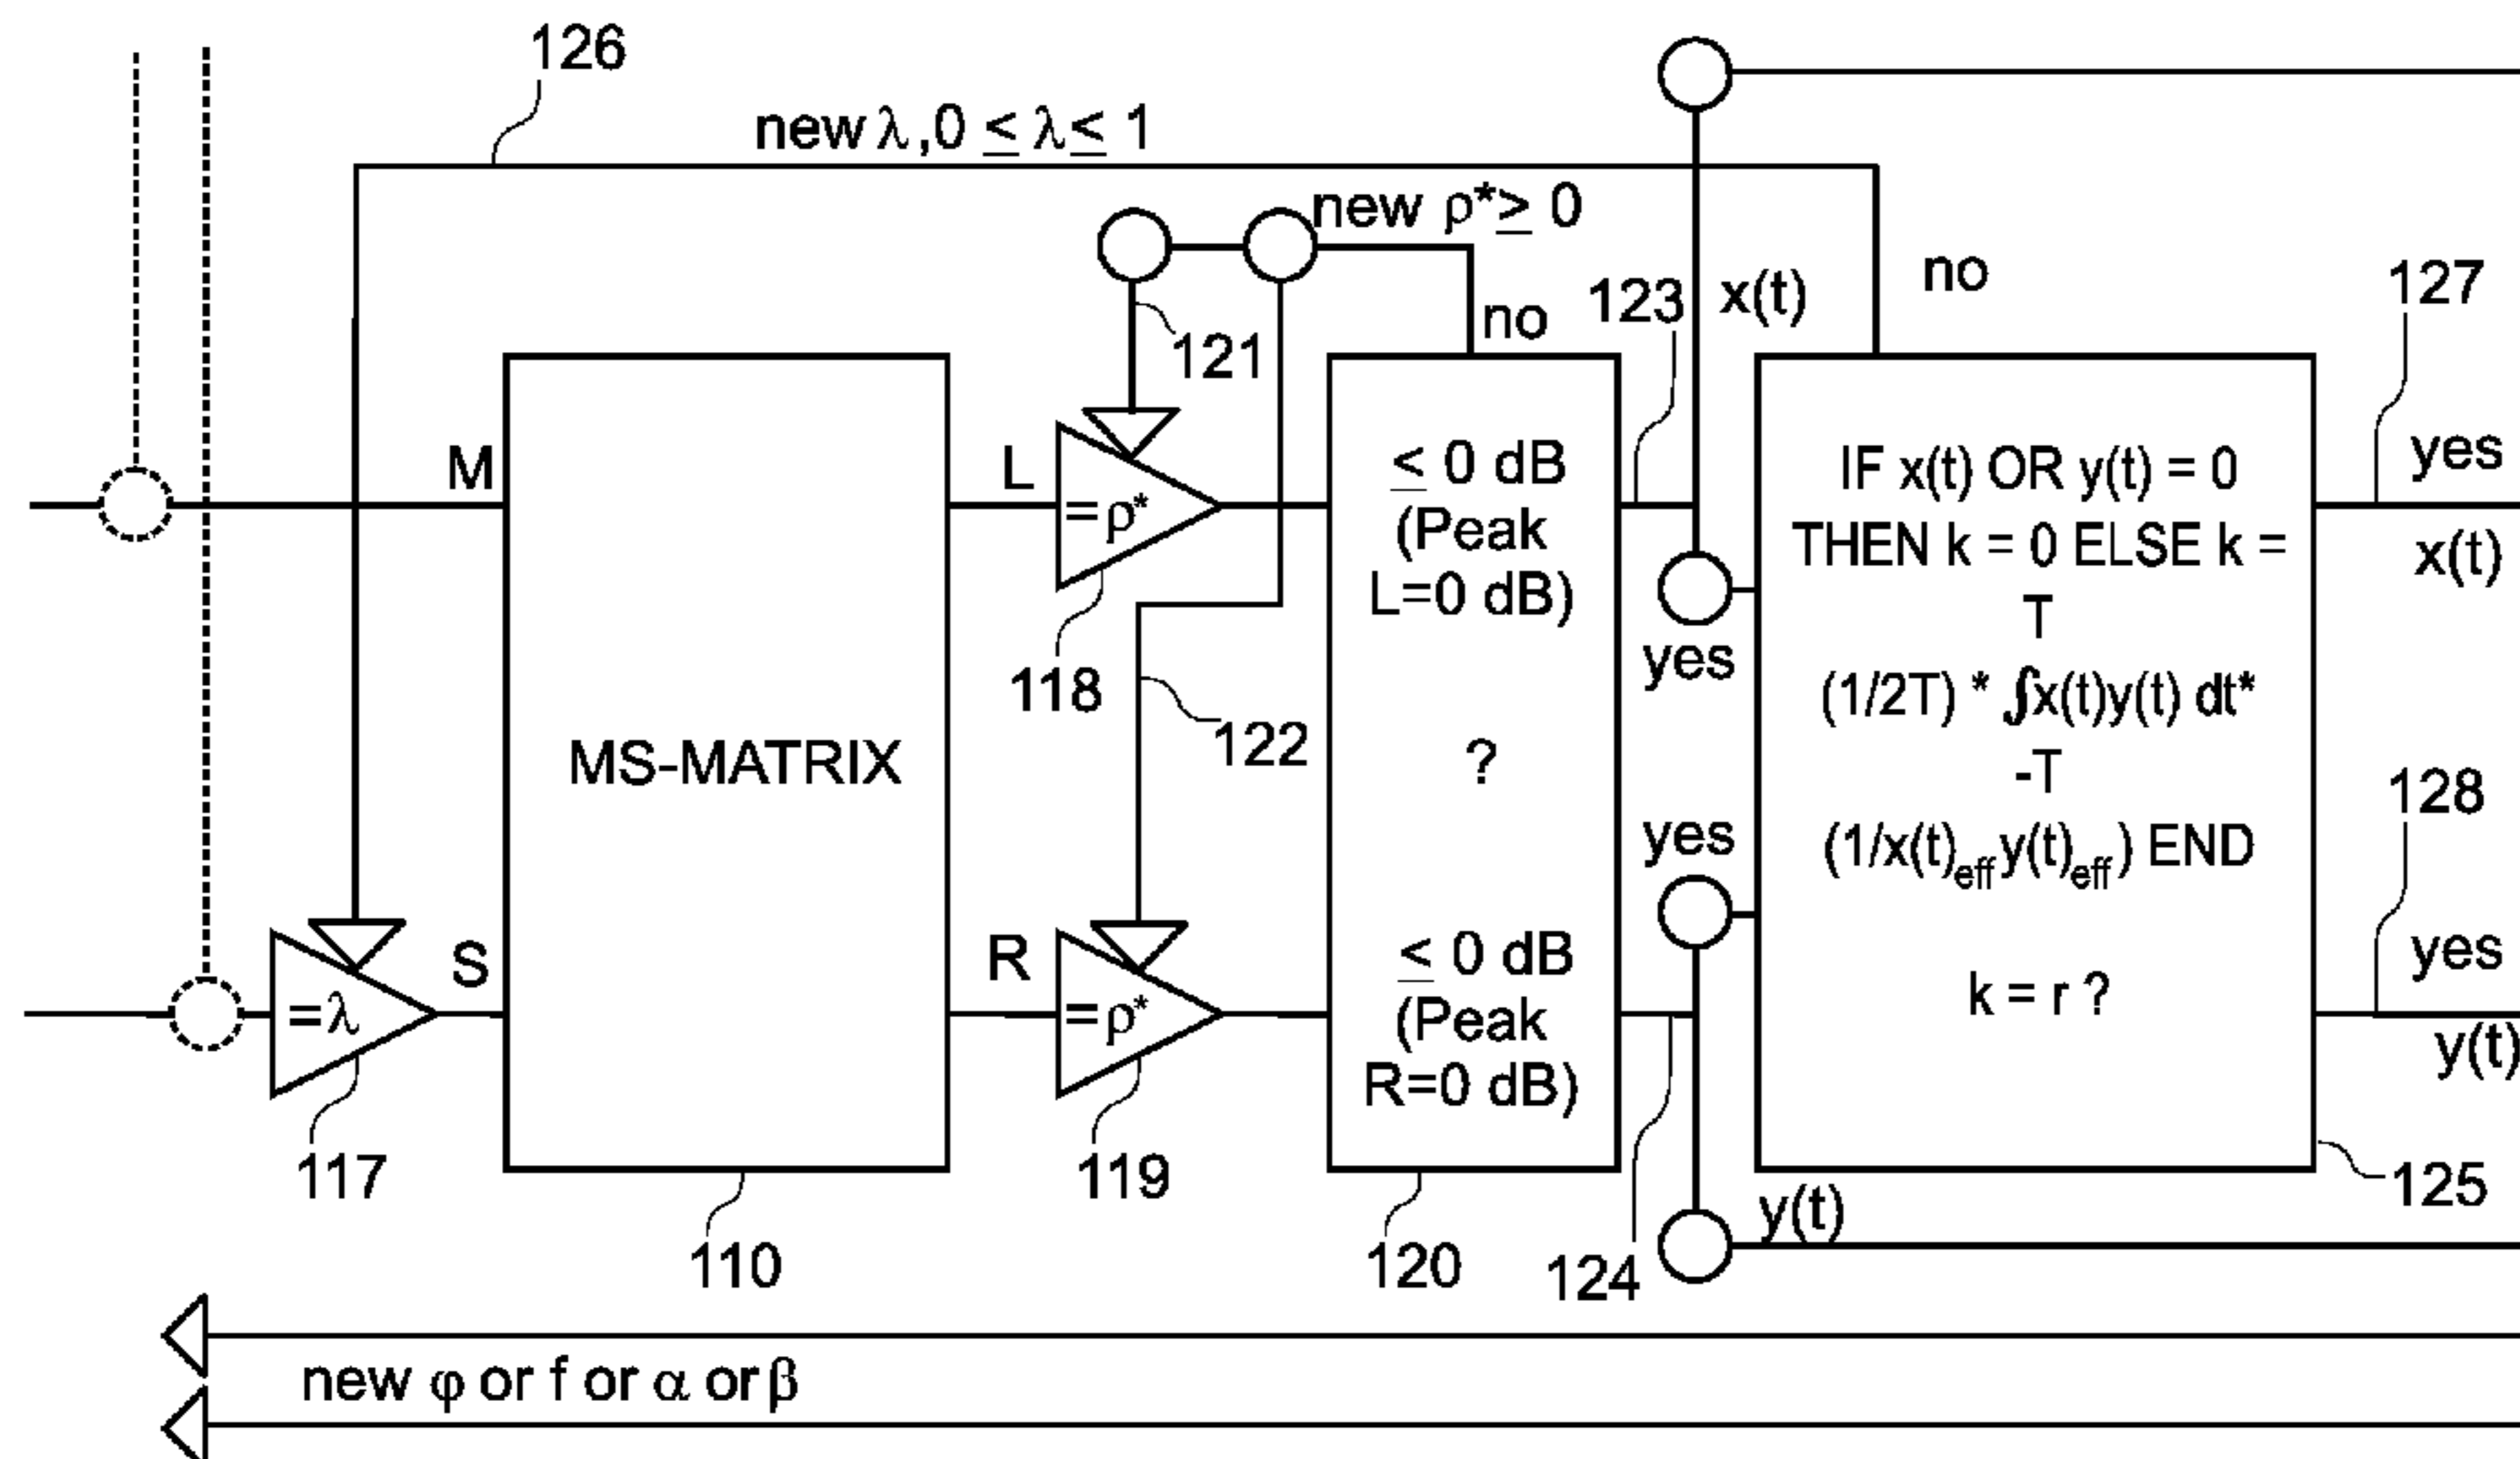 126
new λ,0 ≤ λ≤ 1
new ρ*≥ 0
no
x(t)
no
123
127
121
M
L
=ρ*
≤ 0 dB
(Peak
L=0 dB)
?
≤ 0 dB
(Peak
R=0 dB)
yes
yes
IF x(t) OR y(t) = 0
THEN k = 0 ELSE k =
T
(1/2T) * ∫x(t)y(t) dt*
-T
(1/x(t)eff y(t)eff) END
k = r ?
yes
x(t)
118
122
MS-MATRIX
128
yes
y(t)
S
R
=λ
=ρ*
117
119
125
110
120
124
y(t)
new φ or f or α or β